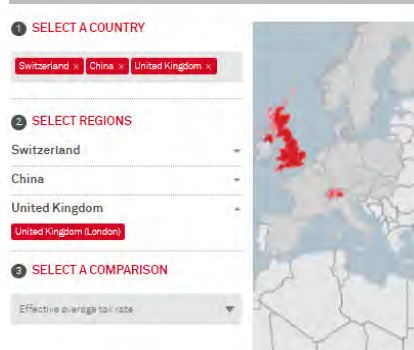 1 SELECT A COUNTRY
Switzerland × China × United Kingdom ×
2 SELECT REGIONS
Switzerland
China
United Kingdom
United Kingdom (London)
3 SELECT A COMPARISON
Effective average tax rate